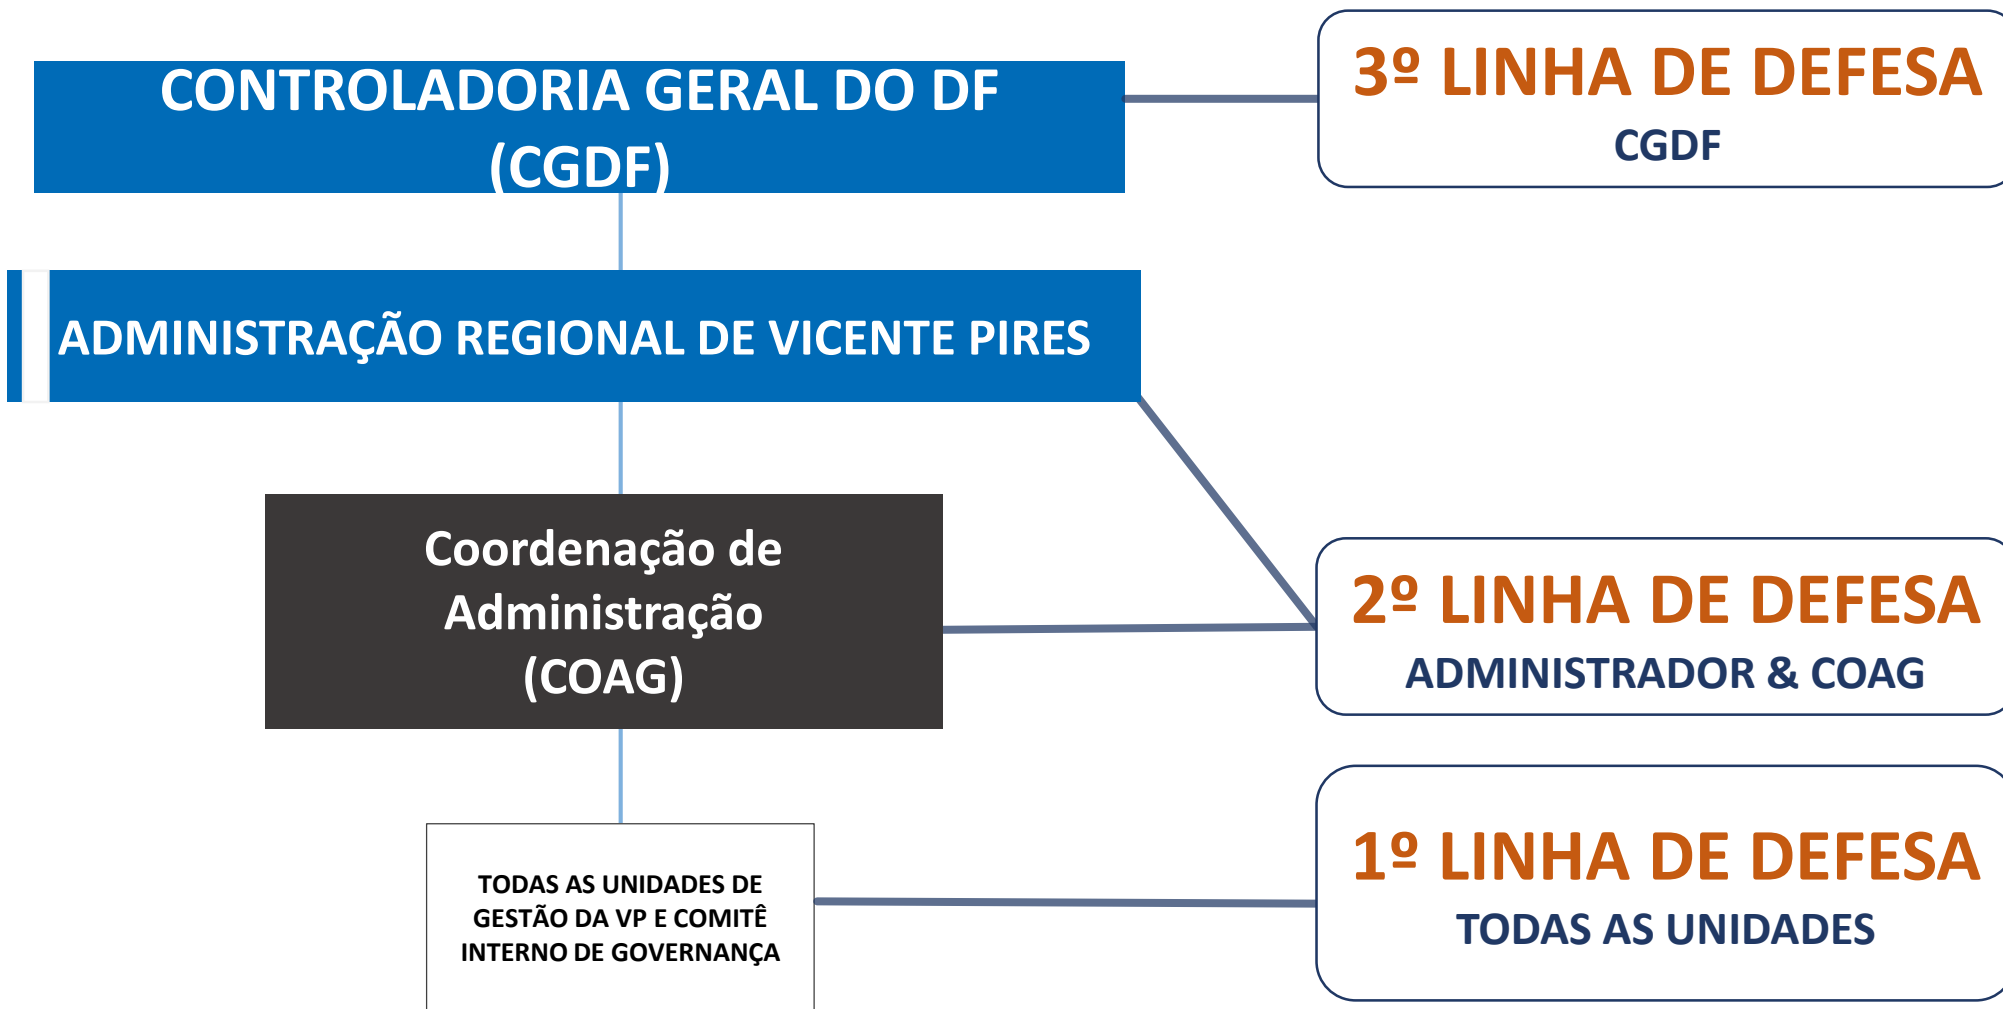 CONTROLADORIA GERAL DO DF
(CGDF)
3º LINHA DE DEFESA
CGDF
ADMINISTRAÇÃO REGIONAL DE VICENTE PIRES
Coordenação de
Administração
(COAG)
2º LINHA DE DEFESA
ADMINISTRADOR & COAG
TODAS AS UNIDADES DE
GESTÃO DA VP E COMITÊ
INTERNO DE GOVERNANÇA
1º LINHA DE DEFESA
TODAS AS UNIDADES